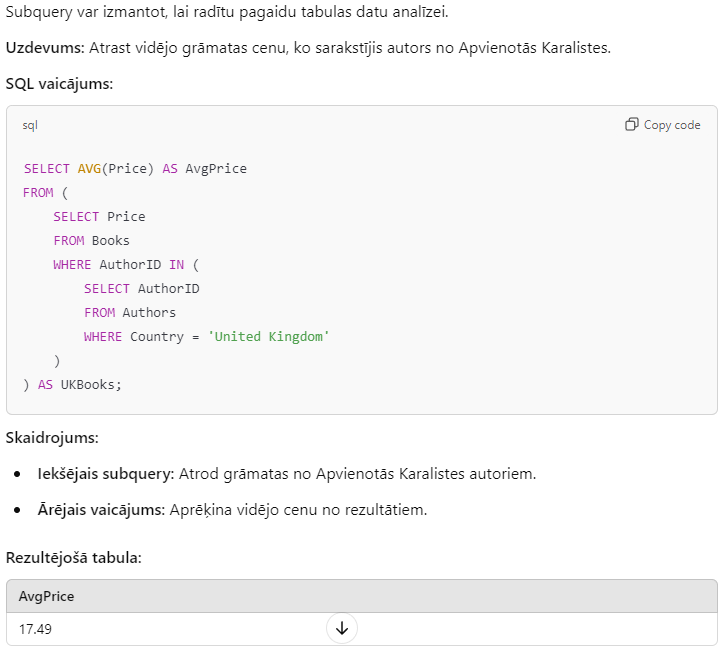 Subquery var izmantot, lai radītu pagaidu tabulas datu analīzei.
Uzdevums: Atrast vidējo grāmatas cenu, ko sarakstījis autors no Apvienotās Karalistes.
SQL vaicājums:
sql
Copy code
SELECT AVG(Price) AS AvgPrice
FROM (
    SELECT Price
    FROM Books
    WHERE AuthorID IN (
        SELECT AuthorID
        FROM Authors
        WHERE Country = 'United Kingdom'
    )
) AS UKBooks;
Skaidrojums:
• Iekšējais subquery: Atrod grāmatas no Apvienotās Karalistes autoriem.
• Ārējais vaicājums: Aprēķina vidējo cenu no rezultātiem.
Rezultējošā tabula:
AvgPrice
17.49